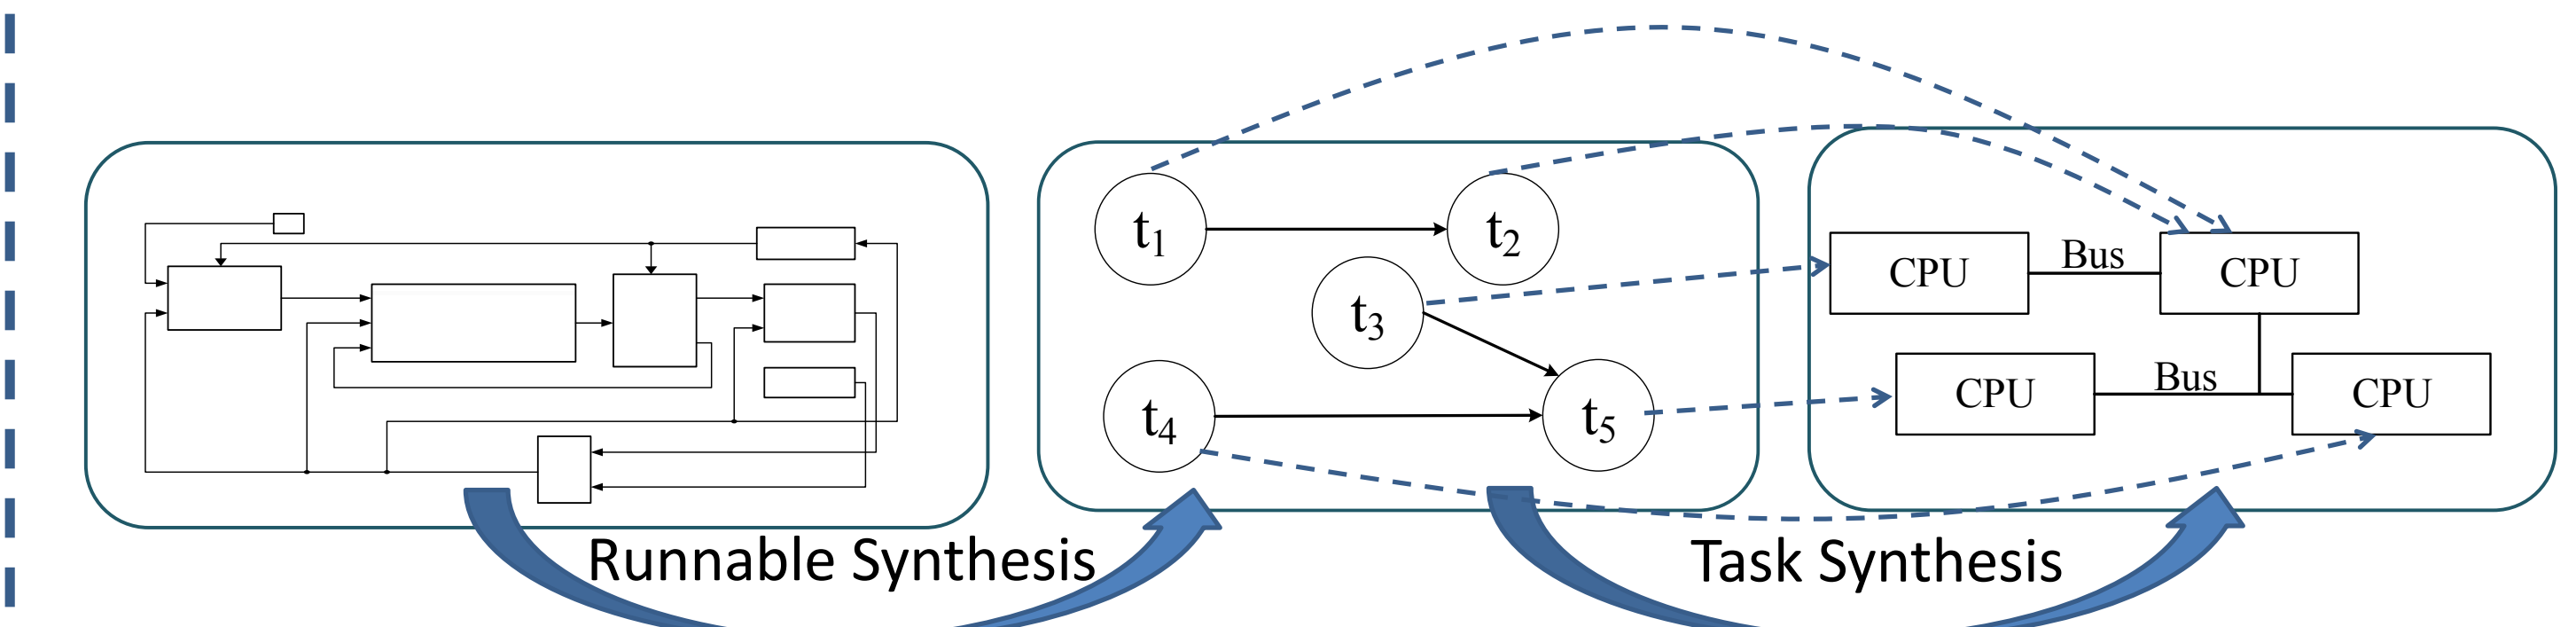 t1
t2
t3
t4
t5
CPU
Bus
CPU
CPU
Bus
CPU
Runnable Synthesis
Task Synthesis